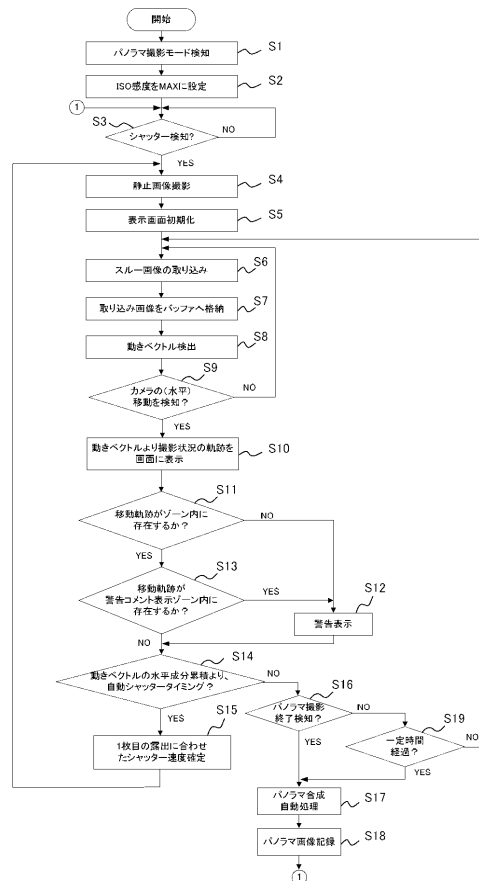 開始
パノラマ撮影モード検知
S1
ISO感度をMAXに設定
S2
1
S3
シャッター検知?
NO
YES
静止画像撮影
S4
表示画面初期化
S5
スルー画像の取り込み
S6
取り込み画像をバッファへ格納
S7
動きベクトル検出
S8
S9
カメラの(水平)
移動を検知?
NO
YES
動きベクトルより撮影状況の軌跡を
画面に表示
S10
S11
移動軌跡がゾーン内に
存在するか?
NO
YES
S13
移動軌跡が
警告コメント表示ゾーン内に
存在するか?
YES
S12
警告表示
NO
S14
動きベクトルの水平成分累積より、
自動シャッタータイミング?
NO
YES
S15
1枚目の露出に合わせ
たシャッター速度確定
S16
パノラマ撮影
終了検知?
NO
YES
S19
一定時間
経過?
NO
YES
パノラマ合成
自動処理
S17
パノラマ画像記録
S18
1